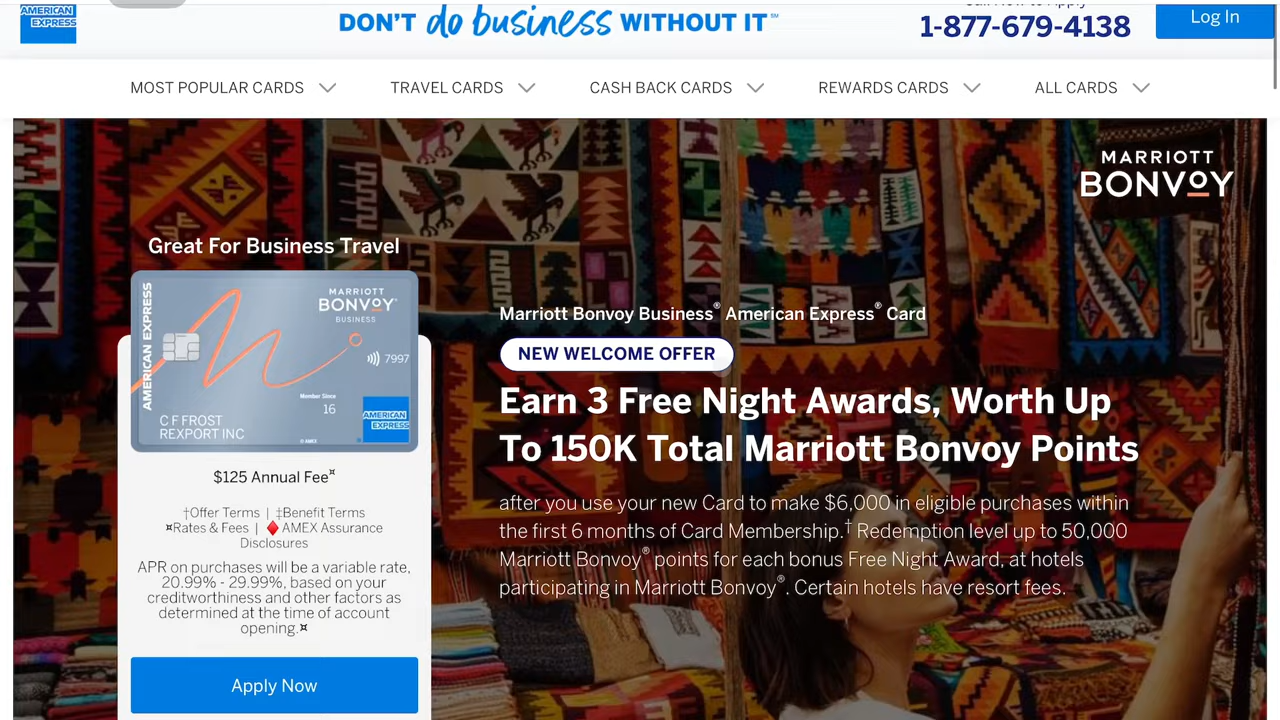 AMERICAN
EXPRESS
DON'T do business WITHOUT IT℠
Call Now to Apply
1-877-679-4138
Log In
MOST POPULAR CARDS
TRAVEL CARDS
CASH BACK CARDS
REWARDS CARDS
ALL CARDS
MARRIOTT
BONVOY
Great For Business Travel
AMERICAN EXPRESS
MARRIOTT
BONVOY
BUSINESS
7997
Member Since
16
C F FROST
REXPORT INC
© AMEX
AMERICAN
EXPRESS
$125 Annual Fee¤
†Offer Terms | ‡Benefit Terms
¤Rates & Fees | ♦ AMEX Assurance
Disclosures
APR on purchases will be a variable rate,
20.99% - 29.99%, based on your
creditworthiness and other factors as
determined at the time of account
opening.¤
Apply Now
Marriott Bonvoy Business® American Express® Card
NEW WELCOME OFFER
Earn 3 Free Night Awards, Worth Up
To 150K Total Marriott Bonvoy Points
after you use your new Card to make $6,000 in eligible purchases within
the first 6 months of Card Membership.† Redemption level up to 50,000
Marriott Bonvoy® points for each bonus Free Night Award, at hotels
participating in Marriott Bonvoy®. Certain hotels have resort fees.